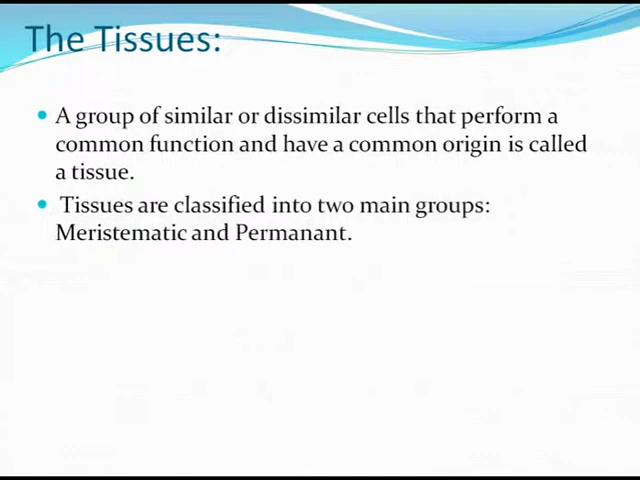 The Tissues:
A group of similar or dissimilar cells that perform a
common function and have a common origin is called
a tissue.
Tissues are classified into two main groups:
Meristematic and Permanant.